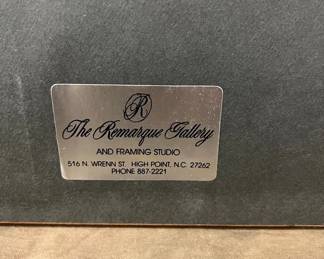 R
The Remarque Gallery
AND FRAMING STUDIO
516 N. WRENN ST. HIGH POINT, N.C. 27262
PHONE 887-2221